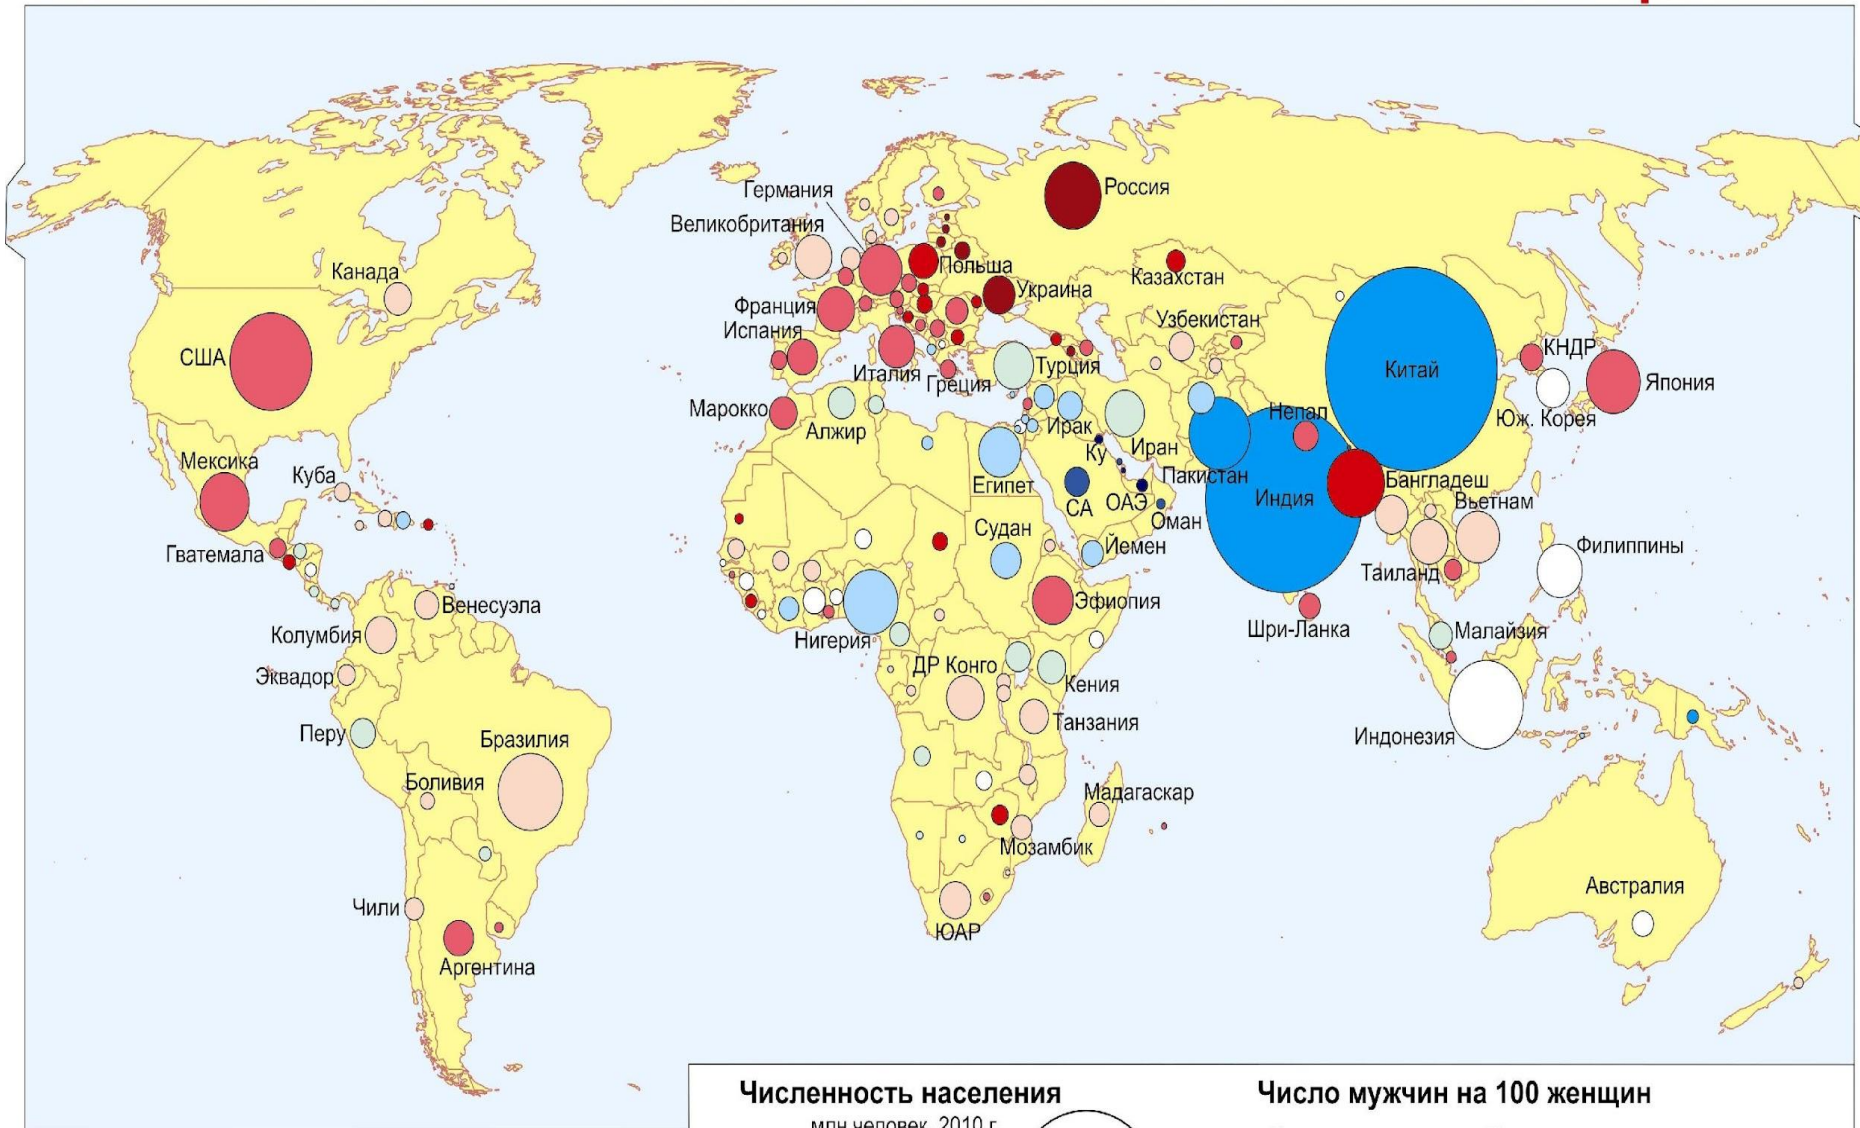 Россия
Германия
Великобритания
Канада
Польша
Казахстан
Украина
Франция
Испания
Узбекистан
США
Италия
Греция
Турция
КНДР
Китай
Япония
Марокко
Алжир
Ирак
Непал
Юж. Корея
Ку
Иран
Мексика
Куба
Египет
СА
ОАЭ
Пакистан
Индия
Бангладеш
Вьетнам
Оман
Судан
Йемен
Филиппины
Гватемала
Таиланд
Венесуэла
Эфиопия
Колумбия
Нигерия
Шри-Ланка
Малайзия
Эквадор
ДР Конго
Кения
Перу
Бразилия
Танзания
Индонезия
Боливия
Мадагаскар
Мозамбик
Австралия
Чили
ЮАР
Аргентина
Численность населения
млн человек, 2010 г.
Число мужчин на 100 женщин